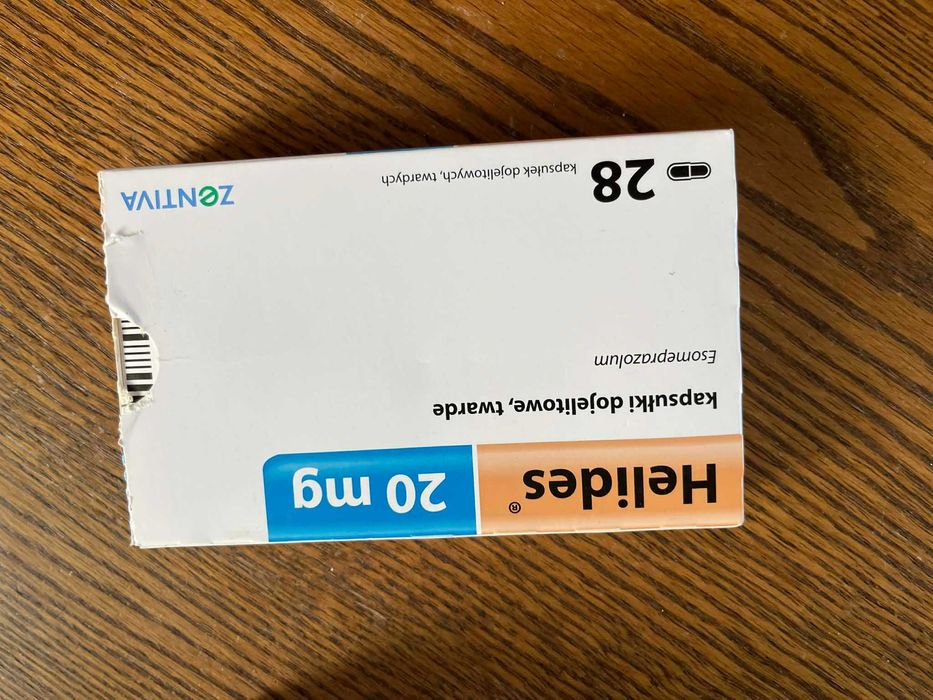 Helides® 20 mg
kapsułki dojelitowe, twarde
Esomeprazolum
28 kapsułek dojelitowych, twardych
ZENTIVA